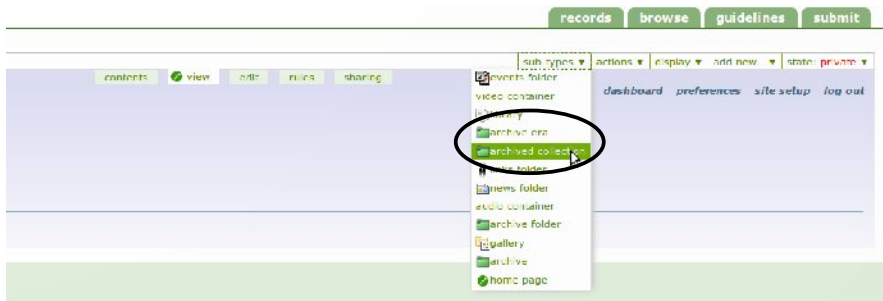 records browse guidelines submit
sub-types ▾ actions ▾ display ▾ add new... ▾ state: private ▾
contents view edit rules sharing
events folder
dashboard preferences site setup log out
video container
library
archive era
archived collection
links folder
news folder
audio container
archive folder
gallery
archive
home page